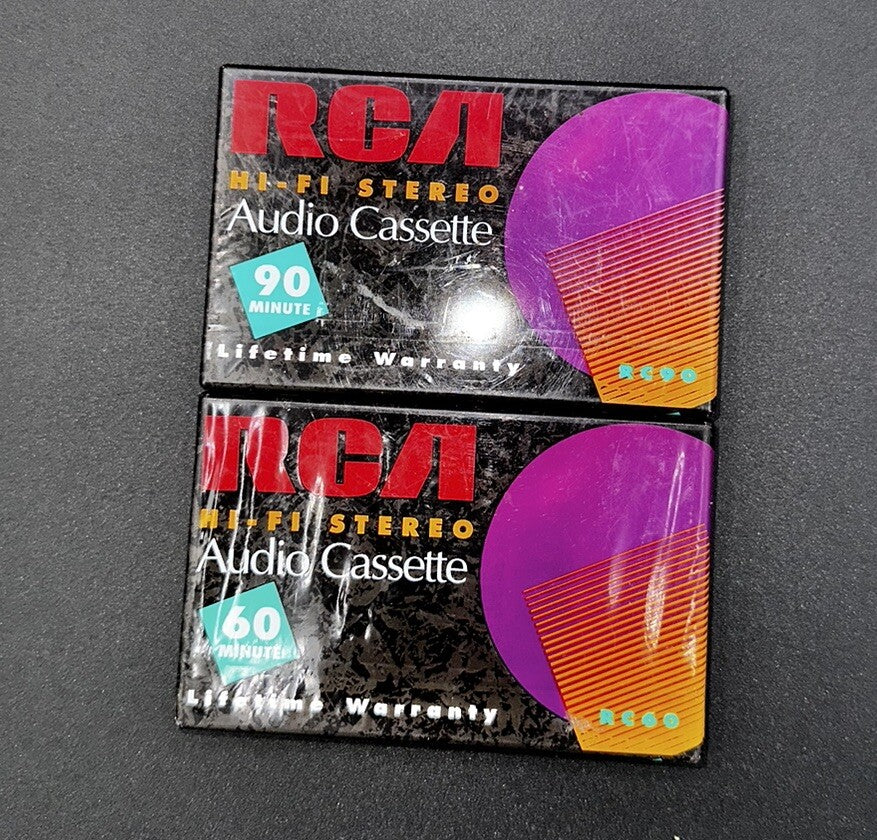 RCA
HI-FI STEREO
Audio Cassette
90
MINUTE
Lifetime Warranty
RC90
RCA
HI-FI STEREO
Audio Cassette
60
MINUTE
Lifetime Warranty
RC60